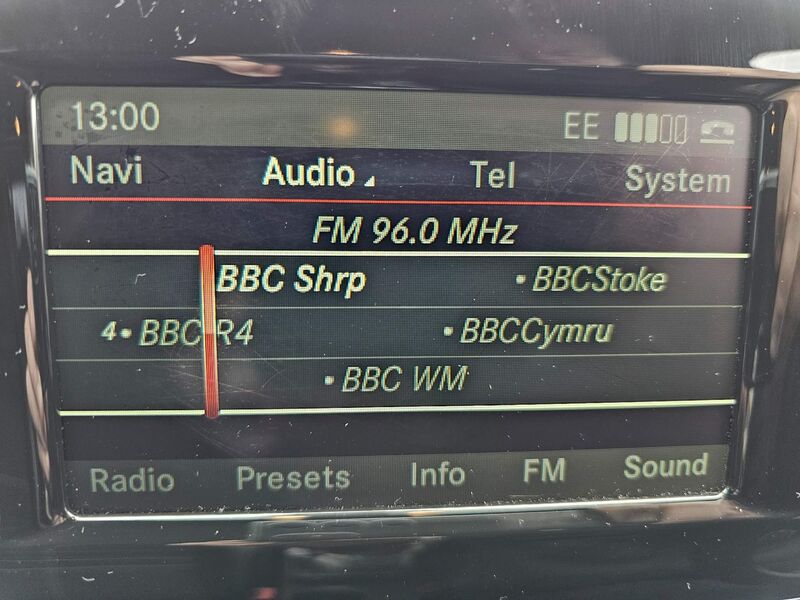 13:00 EE
Navi Audio Tel System
FM 96.0 MHz
BBC Shrp • BBCStoke
4• BBC R4 • BBCCymru
• BBC WM
Radio Presets Info FM Sound